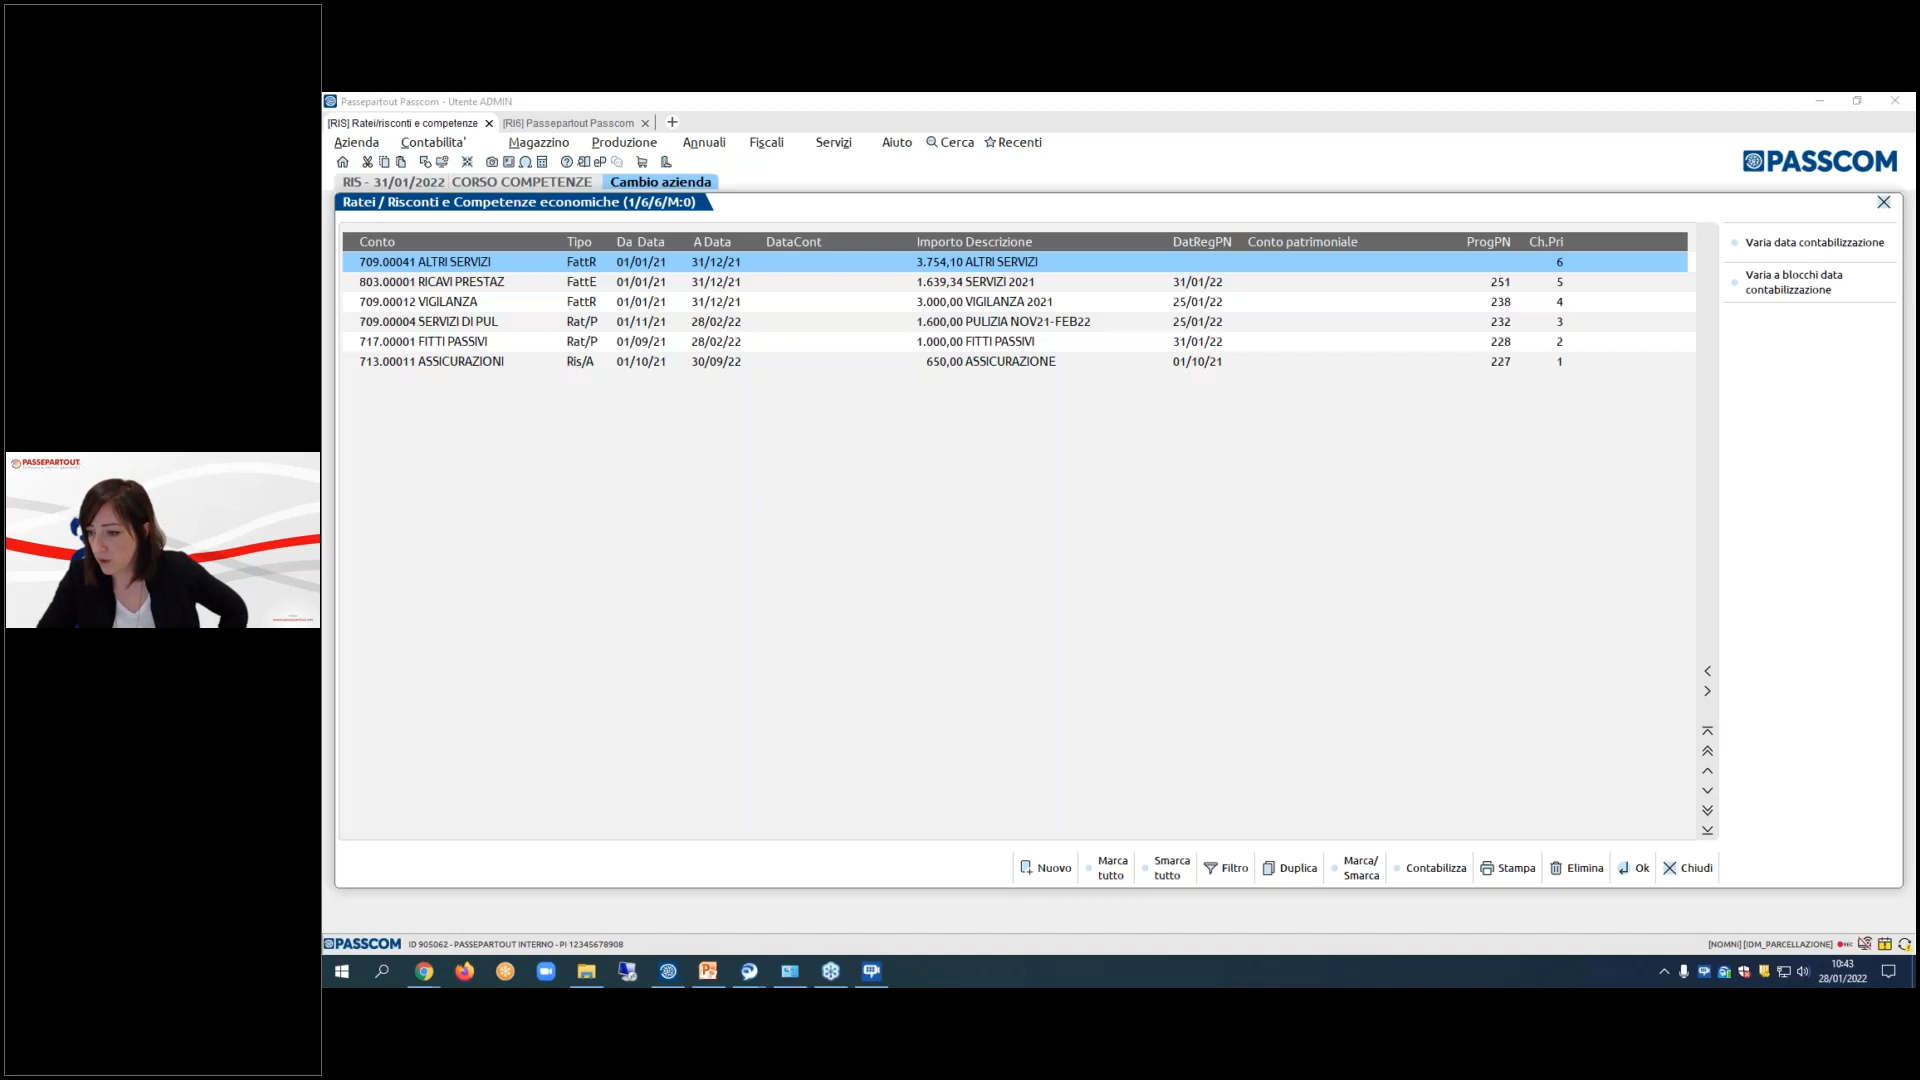 Passepartout Passcom - Utente ADMIN
[RIS] Ratei/risconti e competenze [RI6] Passepartout Passcom
Azienda Contabilita' Magazzino Produzione Annuali Fiscali Servizi Aiuto Cerca Recenti
PASSCOM
RIS - 31/01/2022 CORSO COMPETENZE Cambio azienda
Ratei / Risconti e Competenze economiche (1/6/6/M:0)
Conto Tipo Da Data A Data DataCont Importo Descrizione DatRegPN Conto patrimoniale ProgPN Ch.Pri
709.00041 ALTRI SERVIZI FattR 01/01/21 31/12/21 3.754,10 ALTRI SERVIZI 6
803.00001 RICAVI PRESTAZ FattE 01/01/21 31/12/21 1.639,34 SERVIZI 2021 31/01/22 251 5
709.00012 VIGILANZA FattR 01/01/21 31/12/21 3.000,00 VIGILANZA 2021 25/01/22 238 4
709.00004 SERVIZI DI PUL Rat/P 01/11/21 28/02/22 1.600,00 PULIZIA NOV21-FEB22 25/01/22 232 3
717.00001 FITTI PASSIVI Rat/P 01/09/21 28/02/22 1.000,00 FITTI PASSIVI 31/01/22 228 2
713.00011 ASSICURAZIONI Ris/A 01/10/21 30/09/22 650,00 ASSICURAZIONE 01/10/21 227 1
Varia data contabilizzazione
Varia a blocchi data
contabilizzazione
PASSEPARTOUT
Nuovo Marca tutto Smarca tutto Filtro Duplica Marca/ Smarca Contabilizza Stampa Elimina Ok Chiudi
PASSCOM ID 905062 - PASSEPARTOUT INTERNO - PI 12345678908 [NOMNI] [IDM_PARCELLAZIONE] REC
10:43
28/01/2022